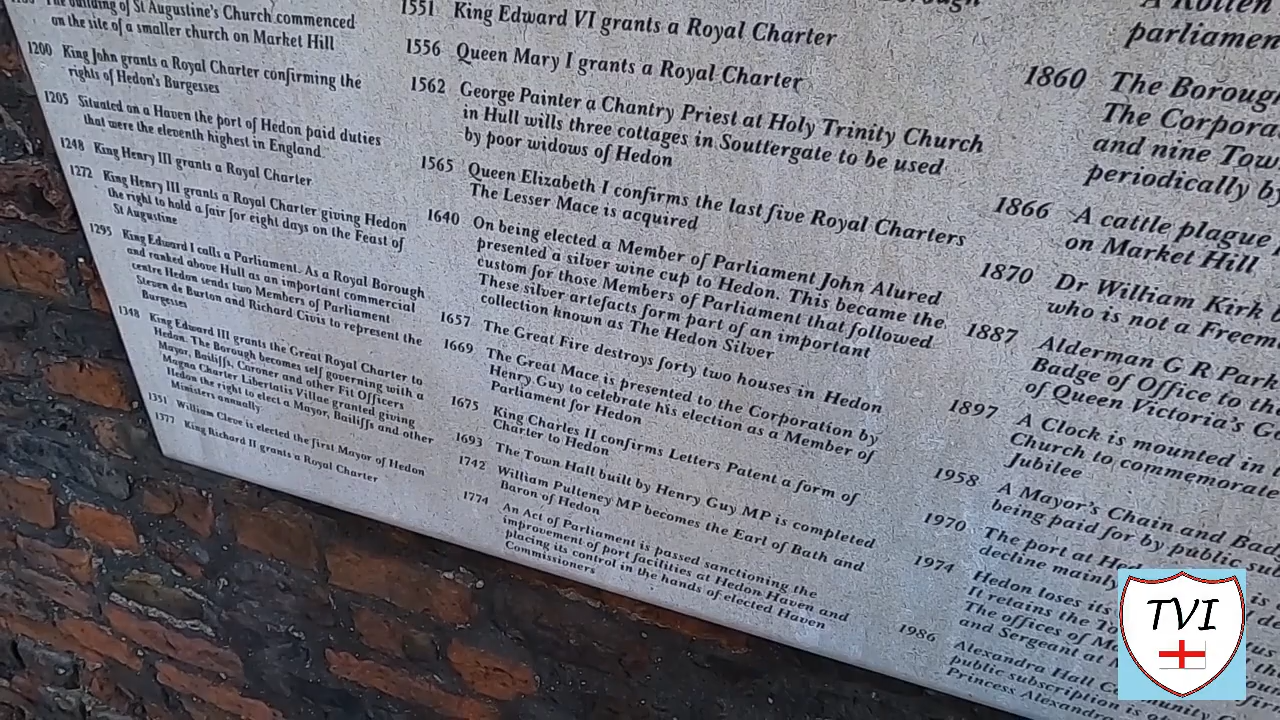 The building of St Augustine's Church commenced
on the site of a smaller church on Market Hill
1200 King John grants a Royal Charter confirming the
rights of Hedon's Burgesses
1205 Situated on a Haven the port of Hedon paid duties
that were the eleventh highest in England
1248 King Henry III grants a Royal Charter
1272 King Henry III grants a Royal Charter giving Hedon
the right to hold a fair for eight days on the Feast of
St Augustine
1295 King Edward I calls a Parliament. As a Royal Borough
and ranked above Hull as an important commercial
centre Hedon sends two Members of Parliament
Steven de Burton and Richard Civis to represent the
Burgesses
1348 King Edward III grants the Great Royal Charter to
Hedon. The Borough becomes self governing with a
Mayor, Bailiffs, Coroner and other Fit Officers
Magna Charter Libertatis Villae granted giving
Hedon the right to elect a Mayor, Bailiffs and other
Ministers annually
1351 William Cleve is elected the first Mayor of Hedon
1377 King Richard II grants a Royal Charter
1551 King Edward VI grants a Royal Charter
1556 Queen Mary I grants a Royal Charter
1562 George Painter a Chantry Priest at Holy Trinity Church
in Hull wills three cottages in Souttergate to be used
by poor widows of Hedon
1565 Queen Elizabeth I confirms the last five Royal Charters
The Lesser Mace is acquired
1640 On being elected a Member of Parliament John Alured
presented a silver wine cup to Hedon. This became the
custom for those Members of Parliament that followed
These silver artefacts form part of an important
collection known as The Hedon Silver
1657 The Great Fire destroys forty two houses in Hedon
1669 The Great Mace is presented to the Corporation by
Henry Guy to celebrate his election as a Member of
Parliament for Hedon
1675 King Charles II confirms Letters Patent a form of
Charter to Hedon
1693 The Town Hall built by Henry Guy MP is completed
1742 William Pulteney MP becomes the Earl of Bath and
Baron of Hedon
1774 An Act of Parliament is passed sanctioning the
improvement of port facilities at Hedon Haven and
placing its control in the hands of elected Haven
Commissioners
A Rotten
parliamen
1860 The Boroug
The Corpora
and nine Tow
periodically by
1866 A cattle plague
on Market Hill
1870 Dr William Kirk
who is not a Freem
1887 Alderman G R Park
Badge of Office to th
of Queen Victoria's G
1897 A Clock is mounted in
Church to commemorate
Jubilee
1958 A Mayor's Chain and Bad
being paid for by public sub
1970 The port at Hed
decline mainl
1974 Hedon loses its
It retains the T
The offices of M
and Sergeant at
1986 Alexandra Hall C
public subscription is
Princess Alexand
TVI